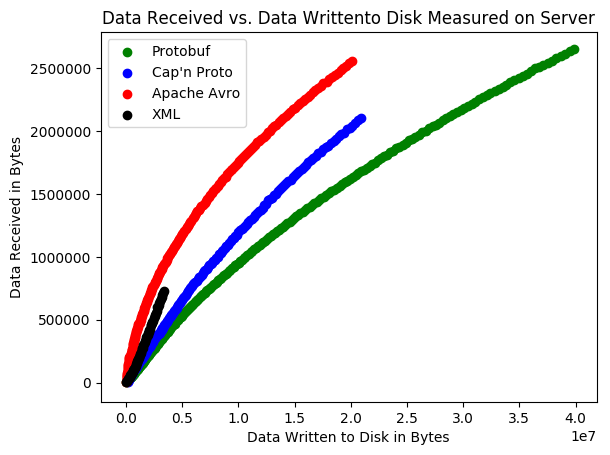 Data Received vs. Data Writtento Disk Measured on Server
Protobuf
Cap'n Proto
Apache Avro
XML
Data Received in Bytes
2500000
2000000
1500000
1000000
500000
0
0.0 0.5 1.0 1.5 2.0 2.5 3.0 3.5 4.0
1e7
Data Written to Disk in Bytes